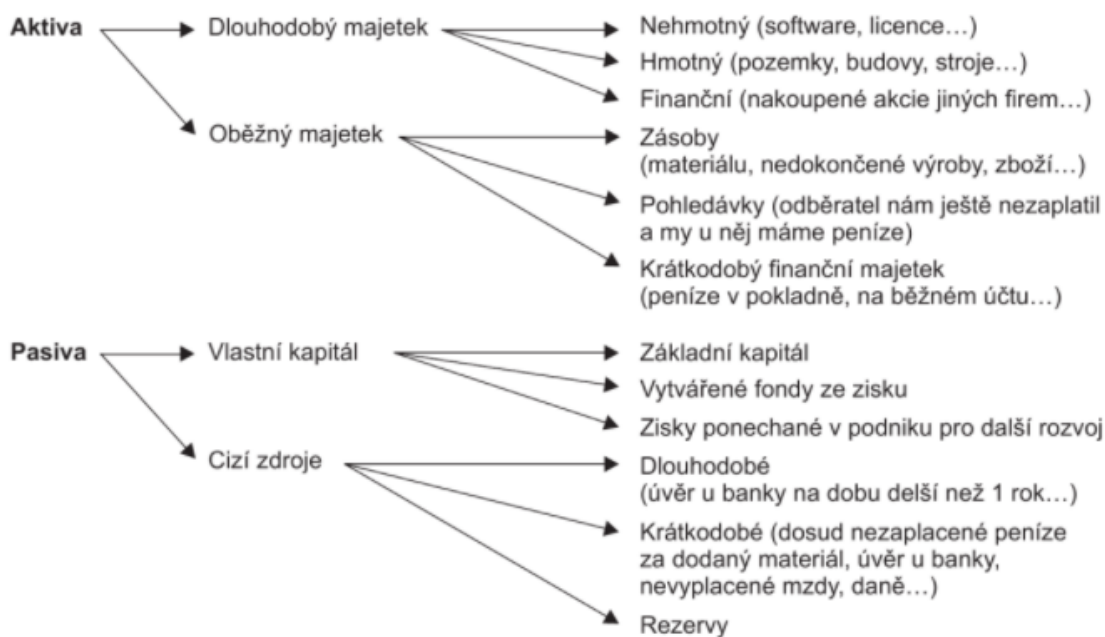 Aktiva
Dlouhodobý majetek
Nehmotný (software, licence…)
Hmotný (pozemky, budovy, stroje…)
Finanční (nakoupené akcie jiných firem…)
Oběžný majetek
Zásoby
(materiálu, nedokončené výroby, zboží…)
Pohledávky (odběratel nám ještě nezaplatil
a my u něj máme peníze)
Krátkodobý finanční majetek
(peníze v pokladně, na běžném účtu…)
Pasiva
Vlastní kapitál
Základní kapitál
Vytvářené fondy ze zisku
Zisky ponechané v podniku pro další rozvoj
Cizí zdroje
Dlouhodobé
(úvěr u banky na dobu delší než 1 rok…)
Krátkodobé (dosud nezaplacené peníze
za dodaný materiál, úvěr u banky,
nevyplacené mzdy, daně…)
Rezervy